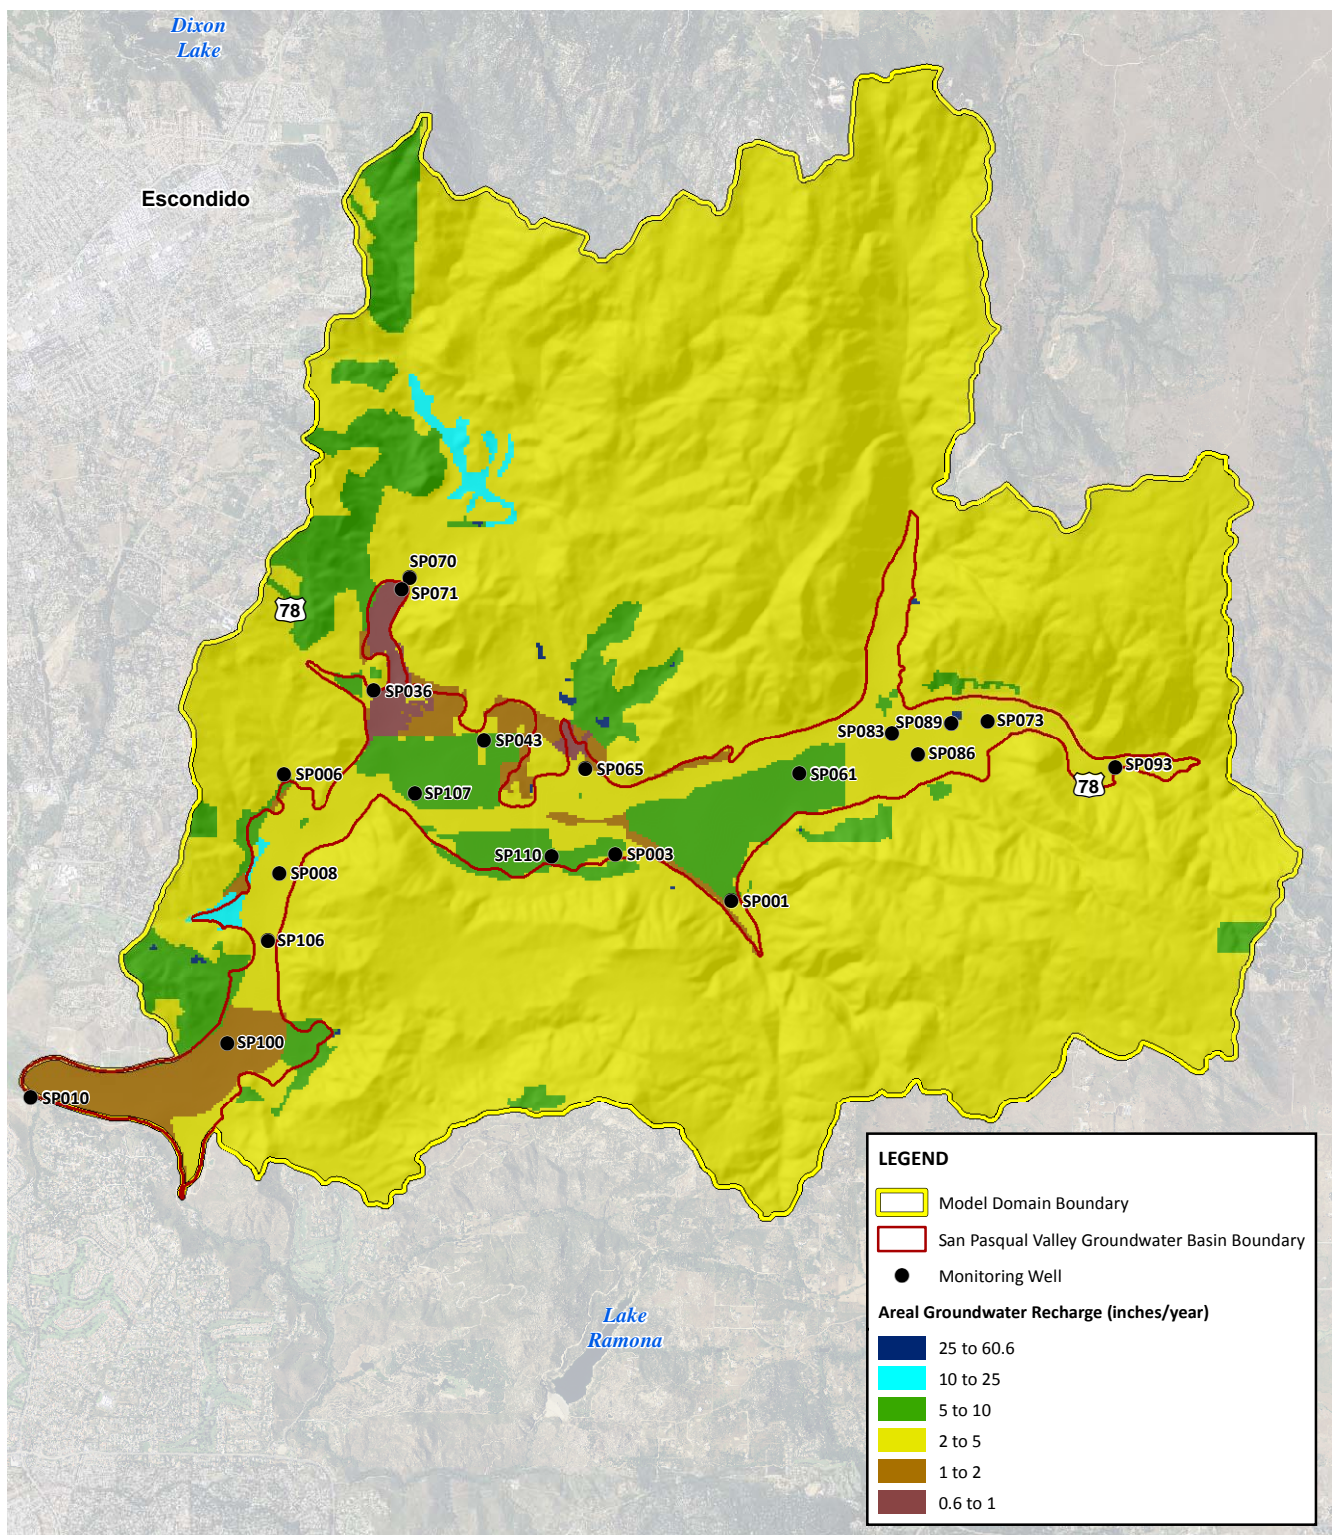 Dixon
Lake
Escondido
SP070
SP071
78
SP036
SP043
SP083
SP089
SP073
SP086
SP093
78
SP006
SP065
SP061
SP107
SP110
SP003
SP008
SP001
SP106
SP100
SP010
Lake
Ramona
LEGEND
Model Domain Boundary
San Pasqual Valley Groundwater Basin Boundary
Monitoring Well
Areal Groundwater Recharge (inches/year)
25 to 60.6
10 to 25
5 to 10
2 to 5
1 to 2
0.6 to 1